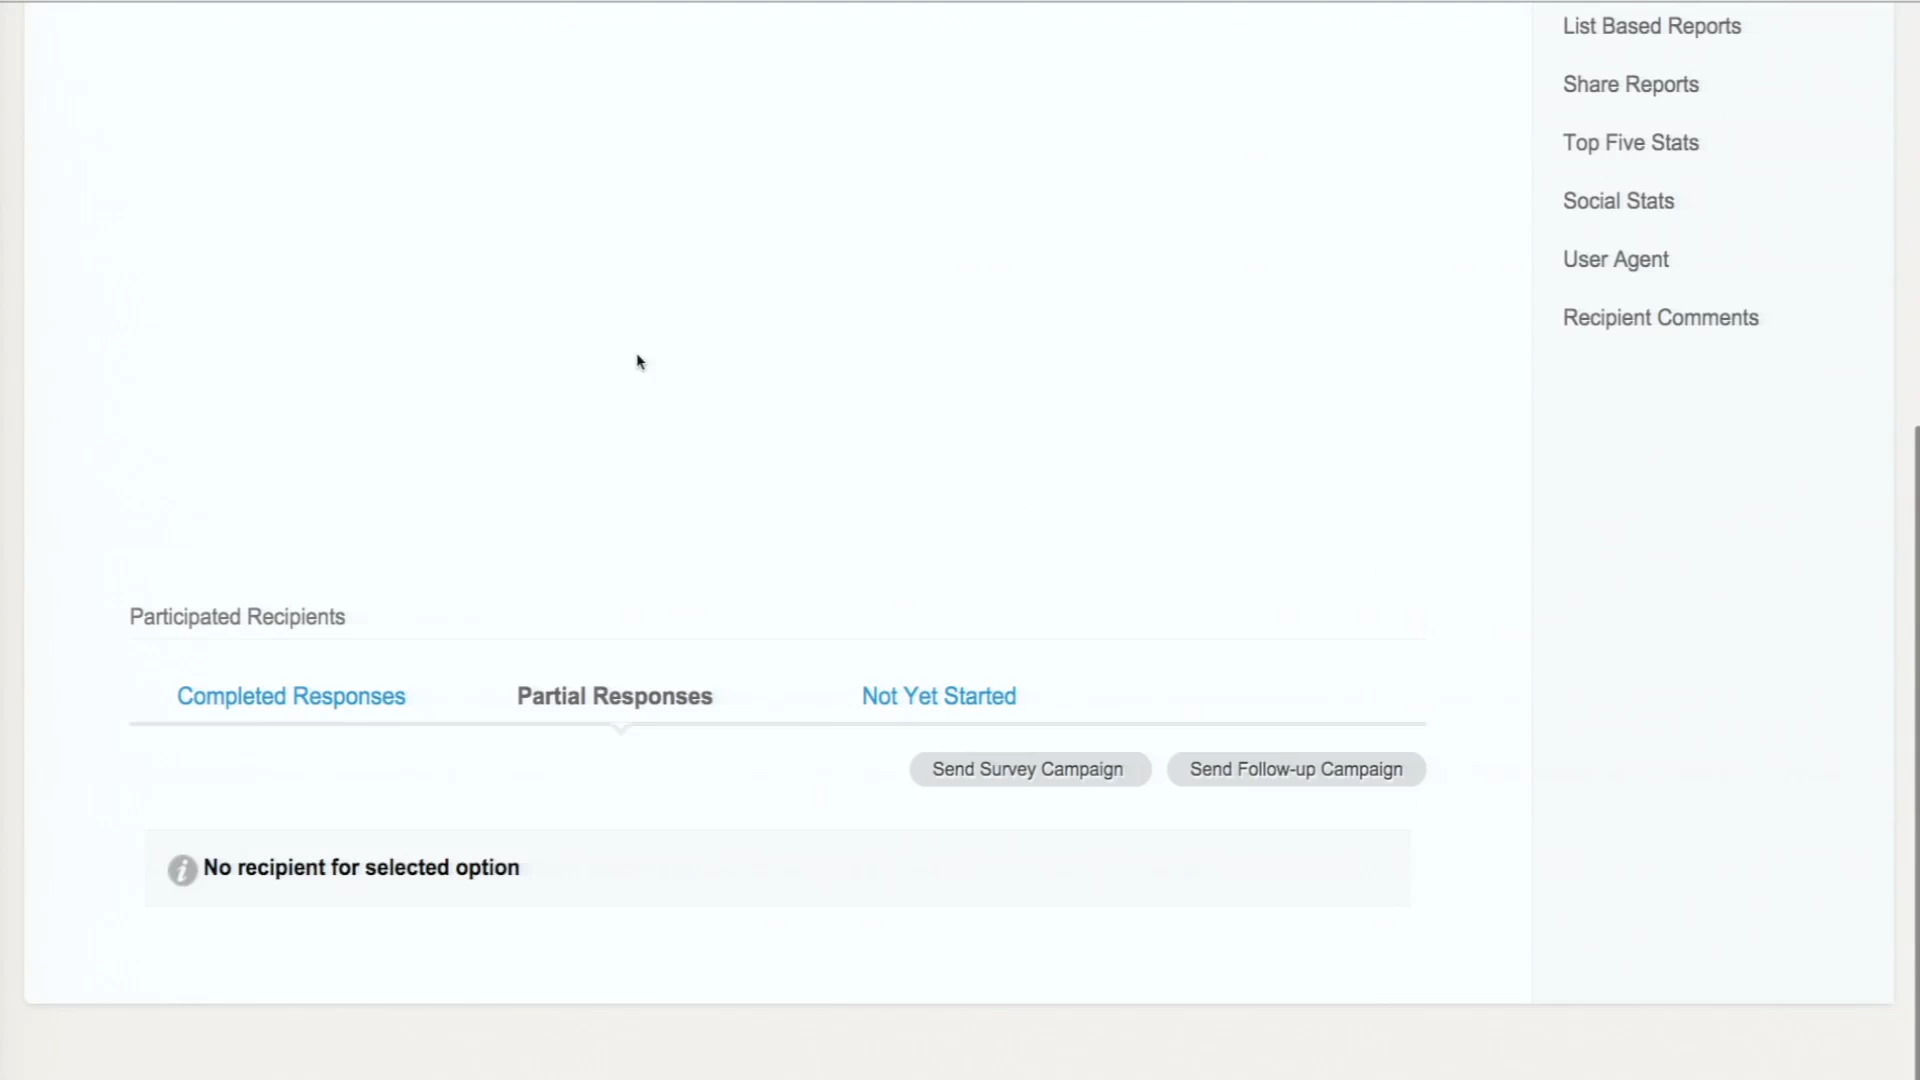 List Based Reports
Share Reports
Top Five Stats
Social Stats
User Agent
Recipient Comments
Participated Recipients
Completed Responses Partial Responses Not Yet Started
Send Survey Campaign Send Follow-up Campaign
No recipient for selected option